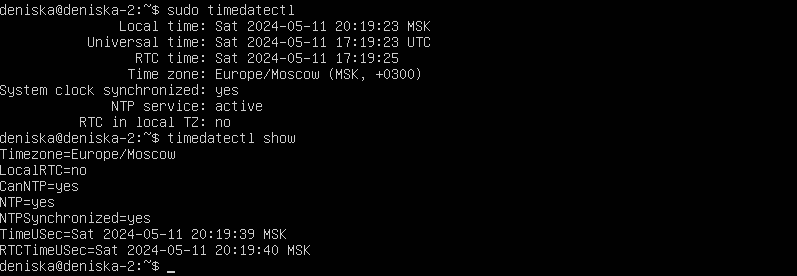 deniska@deniska-2:~$ sudo timedatectl
Local time: Sat 2024-05-11 20:19:23 MSK
Universal time: Sat 2024-05-11 17:19:23 UTC
RTC time: Sat 2024-05-11 17:19:25
Time zone: Europe/Moscow (MSK, +0300)
System clock synchronized: yes
NTP service: active
RTC in local TZ: no
deniska@deniska-2:~$ timedatectl show
Timezone=Europe/Moscow
LocalRTC=no
CanNTP=yes
NTP=yes
NTPSynchronized=yes
TimeUSec=Sat 2024-05-11 20:19:39 MSK
RTCTimeUSec=Sat 2024-05-11 20:19:40 MSK
deniska@deniska-2:~$ _